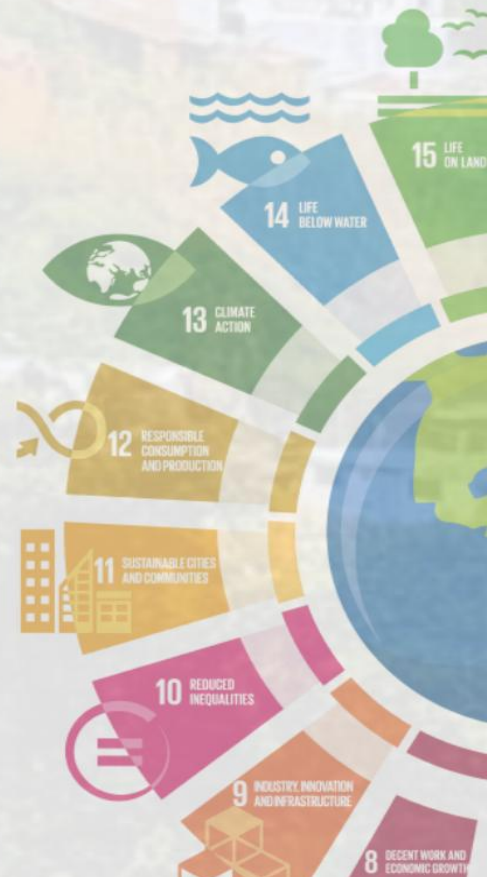 15 LIFE
ON LAND
14 LIFE
BELOW WATER
13 CLIMATE
ACTION
12 RESPONSIBLE
CONSUMPTION
AND PRODUCTION
11 SUSTAINABLE CITIES
AND COMMUNITIES
10 REDUCED
INEQUALITIES
9 INDUSTRY, INNOVATION
AND INFRASTRUCTURE
8 DECENT WORK AND
ECONOMIC GROWTH